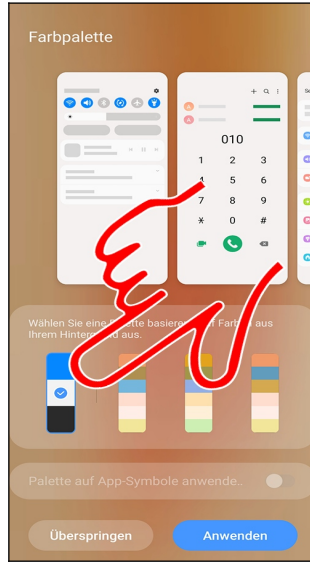 Farbpalette
Se
010
1 2 3
4 5 6
7 8 9
* 0 #
Wählen Sie eine Palette basierend auf Farben aus
Ihrem Hintergrund aus.
Palette auf App-Symbole anwende..
Überspringen Anwenden